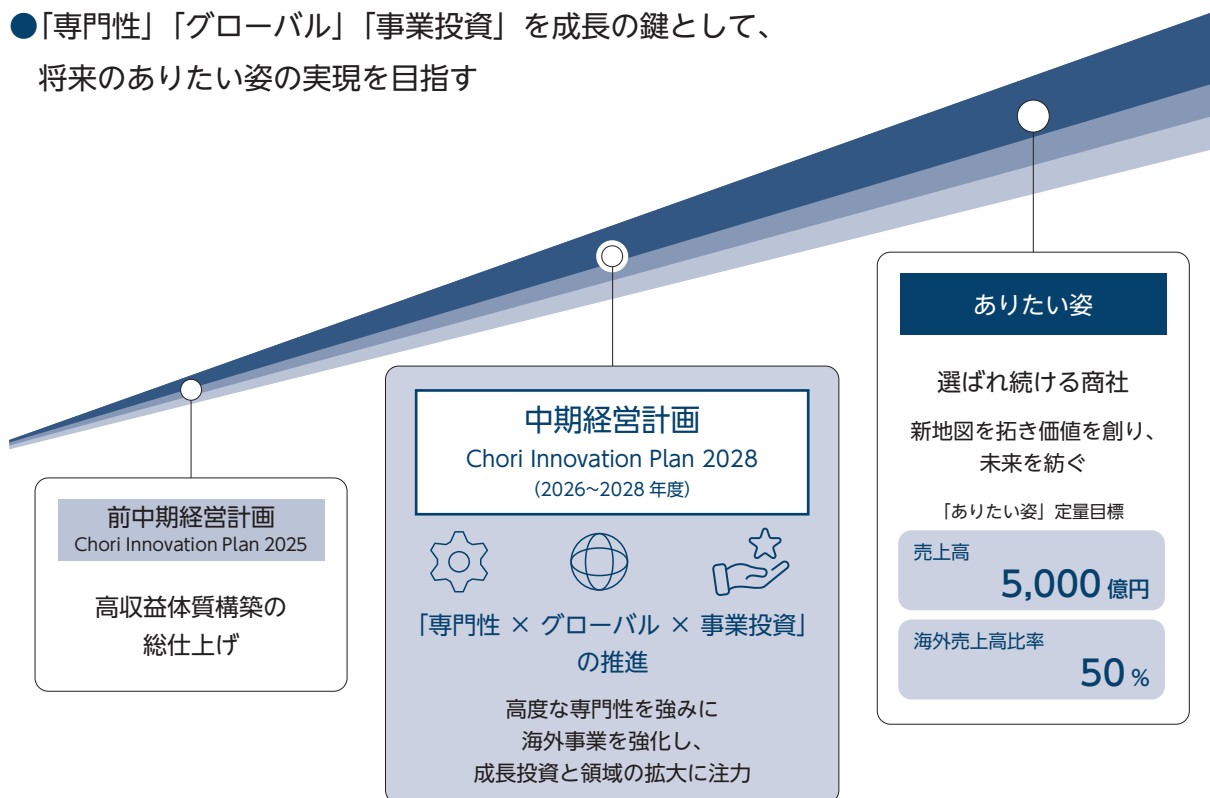 ●「専門性」「グローバル」「事業投資」を成長の鍵として、
将来のありたい姿の実現を目指す
前中期経営計画
Chori Innovation Plan 2025
高収益体質構築の
総仕上げ
中期経営計画
Chori Innovation Plan 2028
(2026~2028 年度)
「専門性 × グローバル × 事業投資」
の推進
高度な専門性を強みに
海外事業を強化し、
成長投資と領域の拡大に注力
ありたい姿
選ばれ続ける商社
新地図を拓き価値を創り、
未来を紡ぐ
「ありたい姿」定量目標
売上高
5,000 億円
海外売上高比率
50 %